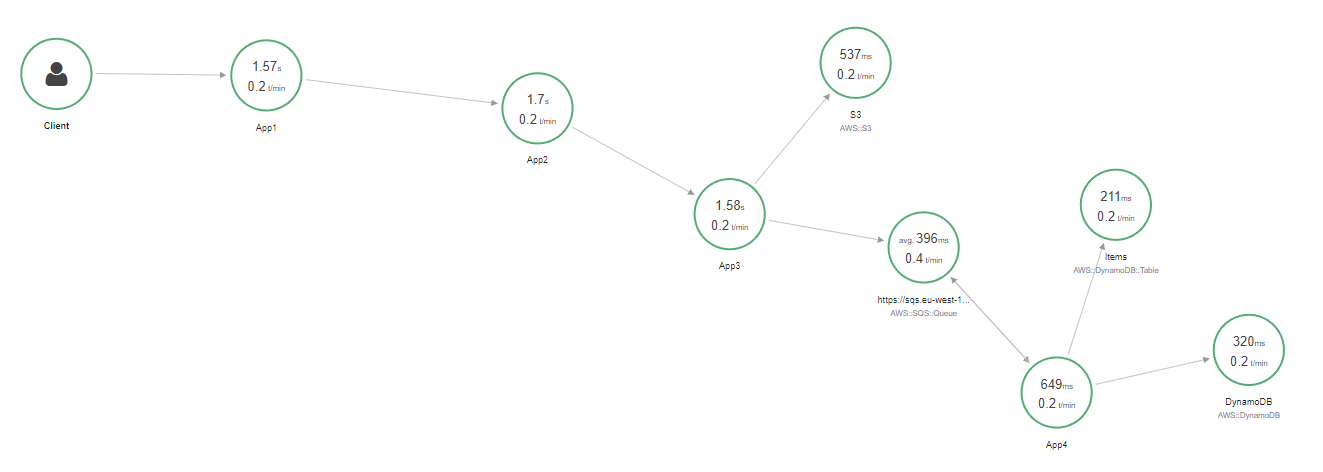 Client
1.57s
0.2 t/min
App1
1.7s
0.2 t/min
App2
1.58s
0.2 t/min
App3
537ms
0.2 t/min
S3
AWS::S3
avg. 396ms
0.4 t/min
https://sqs.eu-west-1...
AWS::SQS::Queue
211ms
0.2 t/min
Items
AWS::DynamoDB::Table
649ms
0.2 t/min
App4
320ms
0.2 t/min
DynamoDB
AWS::DynamoDB